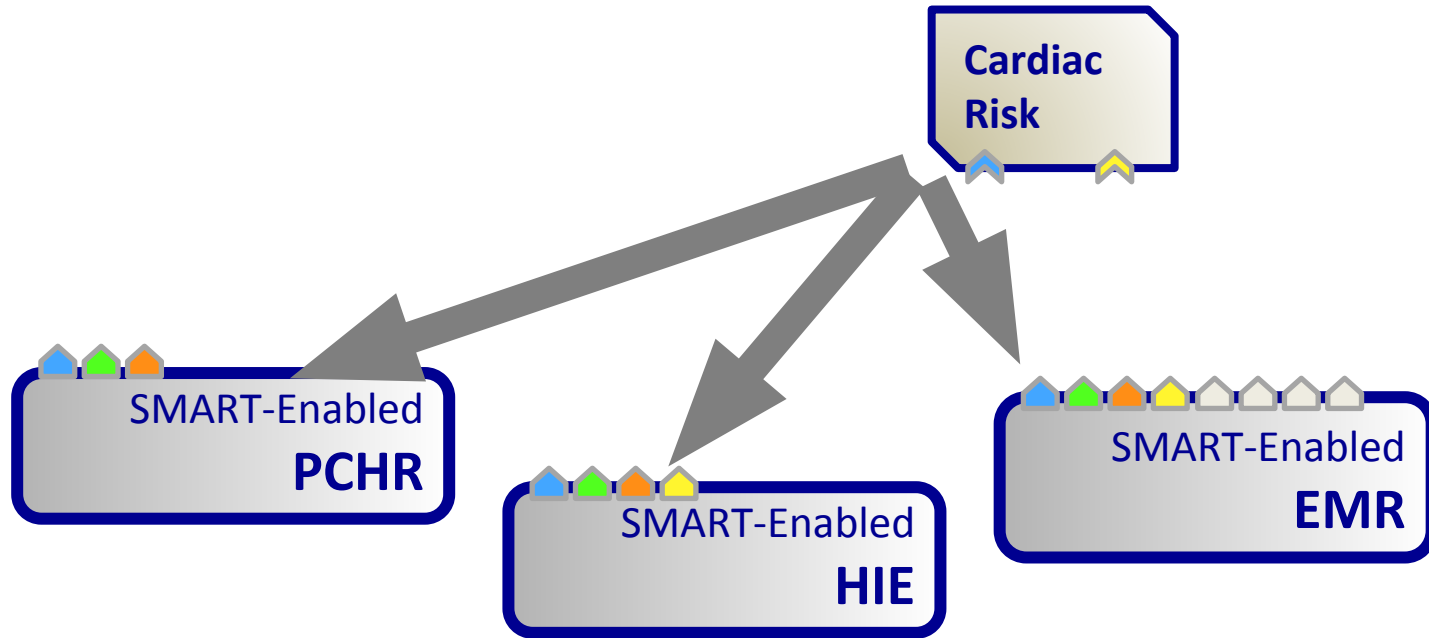 Cardiac
Risk
SMART-Enabled
PCHR
SMART-Enabled
HIE
SMART-Enabled
EMR